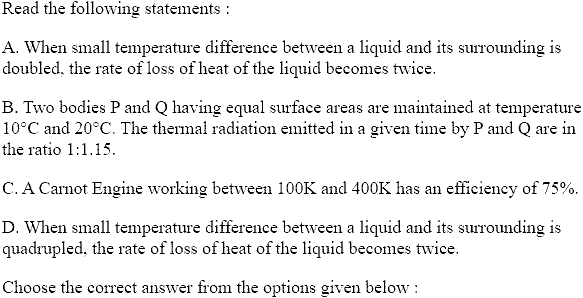 Read the following statements :
A. When small temperature difference between a liquid and its surrounding is
doubled, the rate of loss of heat of the liquid becomes twice.
B. Two bodies P and Q having equal surface areas are maintained at temperature
10°C and 20°C. The thermal radiation emitted in a given time by P and Q are in
the ratio 1:1.15.
C. A Carnot Engine working between 100K and 400K has an efficiency of 75%.
D. When small temperature difference between a liquid and its surrounding is
quadrupled, the rate of loss of heat of the liquid becomes twice.
Choose the correct answer from the options given below :